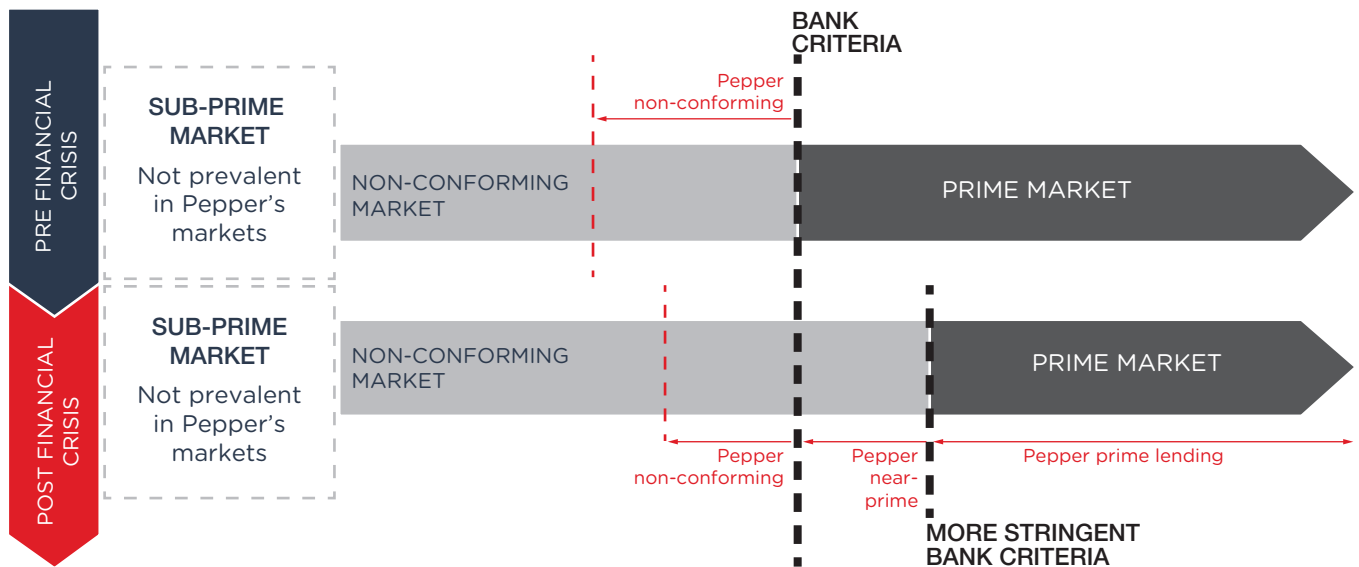 BANK
CRITERIA
PRE FINANCIAL
CRISIS
SUB-PRIME
MARKET
Not prevalent
in Pepper’s
markets
Pepper
non-conforming
NON-CONFORMING
MARKET
PRIME MARKET
POST FINANCIAL
CRISIS
SUB-PRIME
MARKET
Not prevalent
in Pepper’s
markets
NON-CONFORMING
MARKET
PRIME MARKET
Pepper
non-conforming
Pepper
near-
prime
Pepper prime lending
MORE STRINGENT
BANK CRITERIA